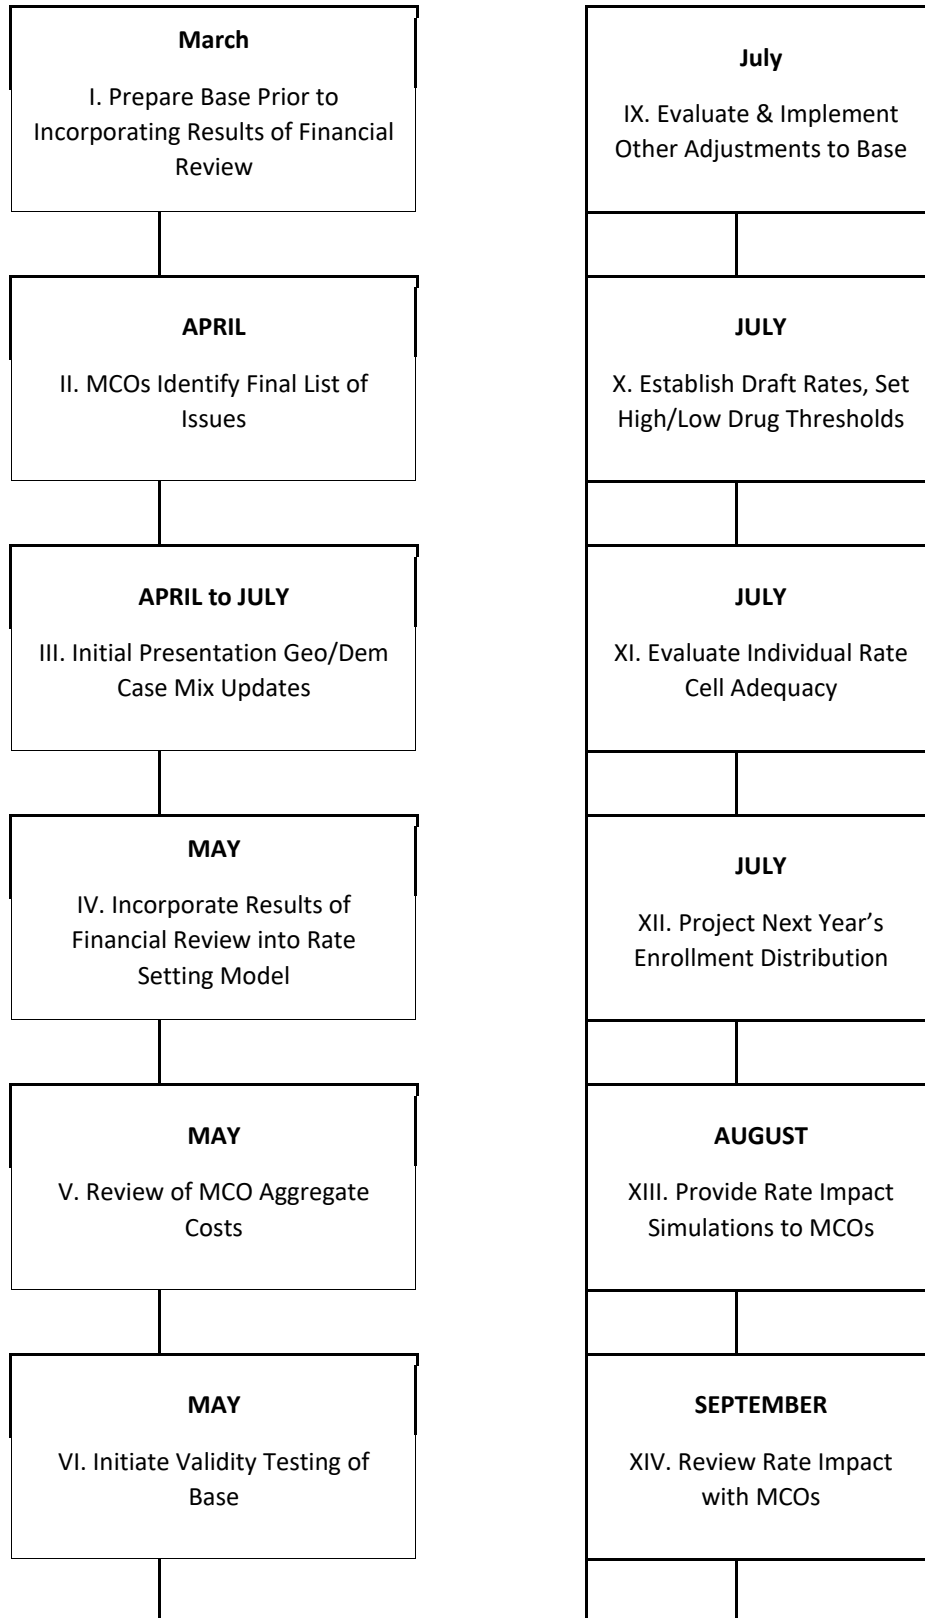 March
I. Prepare Base Prior to
Incorporating Results of Financial
Review
APRIL
II. MCOs Identify Final List of
Issues
APRIL to JULY
III. Initial Presentation Geo/Dem
Case Mix Updates
MAY
IV. Incorporate Results of
Financial Review into Rate
Setting Model
MAY
V. Review of MCO Aggregate
Costs
MAY
VI. Initiate Validity Testing of
Base
July
IX. Evaluate & Implement
Other Adjustments to Base
JULY
X. Establish Draft Rates, Set
High/Low Drug Thresholds
JULY
XI. Evaluate Individual Rate
Cell Adequacy
JULY
XII. Project Next Year’s
Enrollment Distribution
AUGUST
XIII. Provide Rate Impact
Simulations to MCOs
SEPTEMBER
XIV. Review Rate Impact
with MCOs